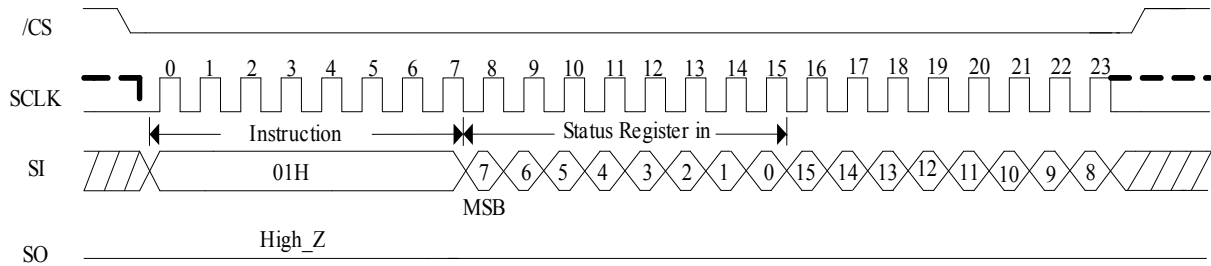 /CS
0 1 2 3 4 5 6 7 8 9 10 11 12 13 14 15 16 17 18 19 20 21 22 23
SCLK
Instruction Status Register in
SI 01H 7 6 5 4 3 2 1 0 15 14 13 12 11 10 9 8
MSB
High_Z
SO